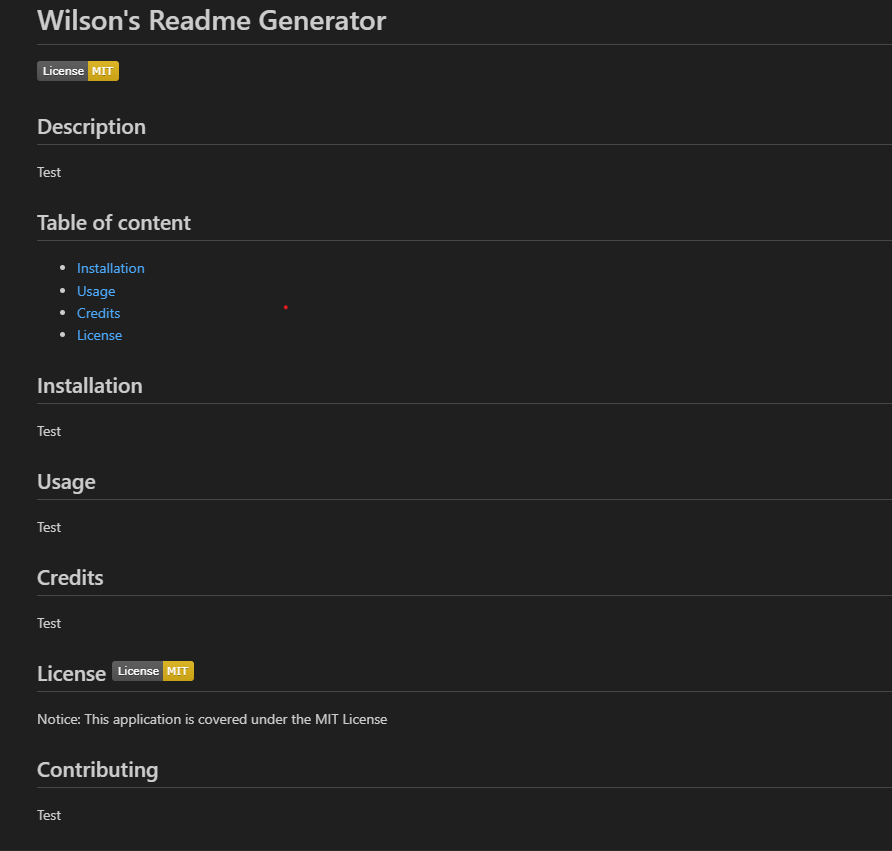 Wilson's Readme Generator
License MIT
Description
Test
Table of content
Installation
Usage
Credits
License
Installation
Test
Usage
Test
Credits
Test
License License MIT
Notice: This application is covered under the MIT License
Contributing
Test